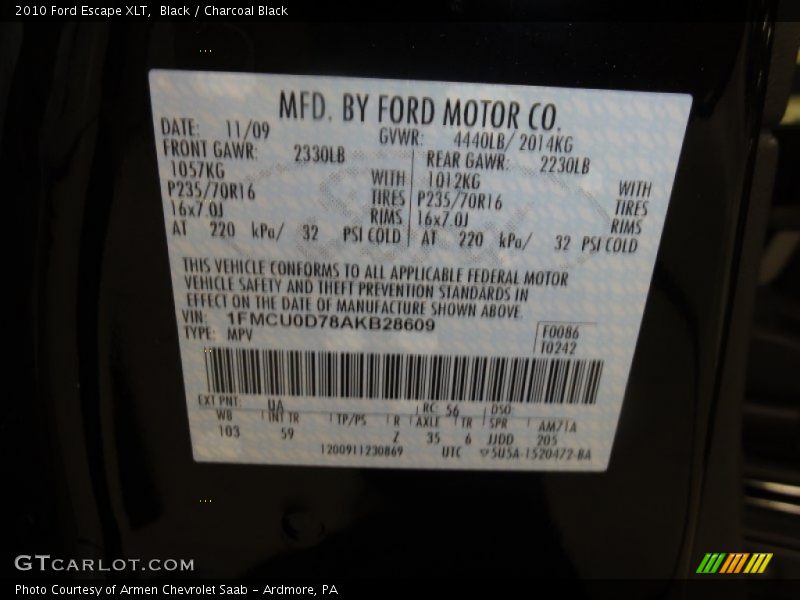 2010 Ford Escape XLT, Black / Charcoal Black
MFD. BY FORD MOTOR CO.
DATE: 11/09 GVWR: 4440LB/ 2014KG
FRONT GAWR: 2330LB REAR GAWR: 2230LB
1057KG WITH 1012KG WITH
P235/70R16 TIRES P235/70R16 TIRES
16x7.0J RIMS 16x7.0J RIMS
AT 220 kPa/ 32 PSI COLD AT 220 kPa/ 32 PSI COLD
THIS VEHICLE CONFORMS TO ALL APPLICABLE FEDERAL MOTOR
VEHICLE SAFETY AND THEFT PREVENTION STANDARDS IN
EFFECT ON THE DATE OF MANUFACTURE SHOWN ABOVE.
VIN: 1FMCU0D78AKB28609
TYPE: MPV F0086
T0242
EXT PNT: UA RC: 56 DSO:
WB INT TR TP/PS R AXLE TR SPR AM71A
103 59 Z 35 6 JJDD 205
1200911230869 UTC 5U5A-1520472-BA
GTCARLOT.COM
Photo Courtesy of Armen Chevrolet Saab - Ardmore, PA